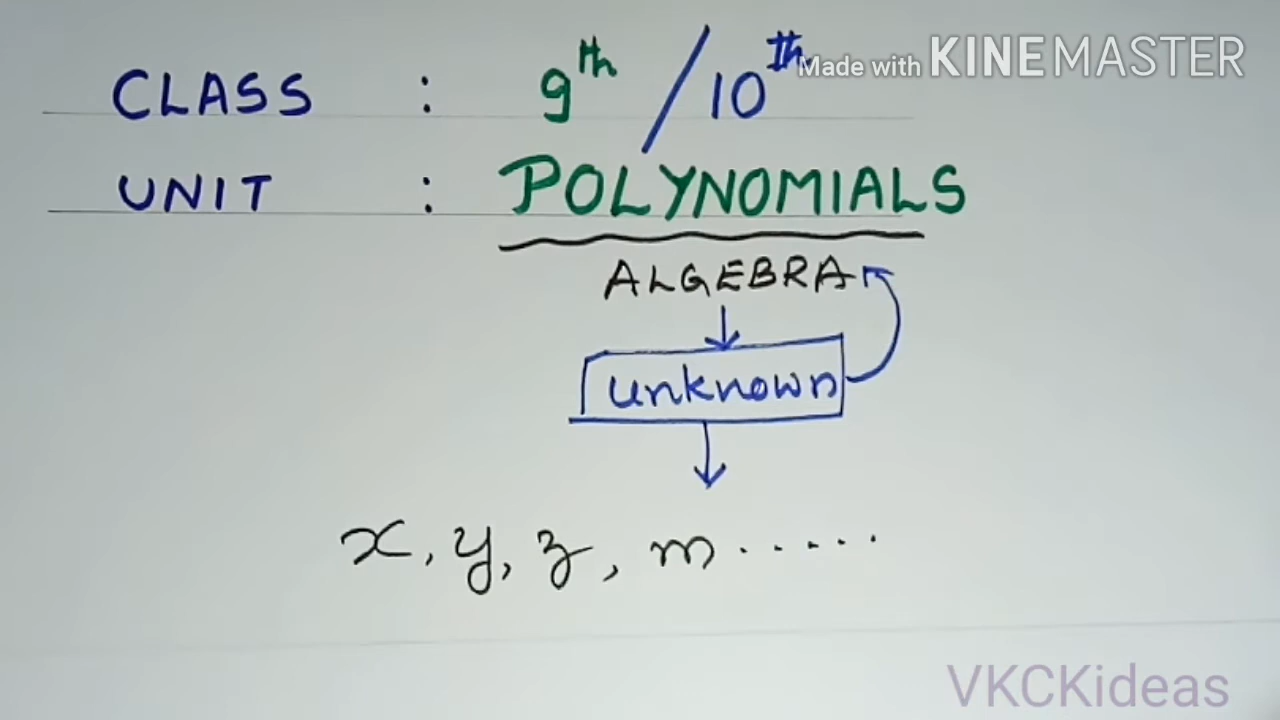 CLASS : 9th / 10th
Made with KINEMASTER
UNIT : POLYNOMIALS
ALGEBRA
unknown
x, y, z, m.....
VKCKideas